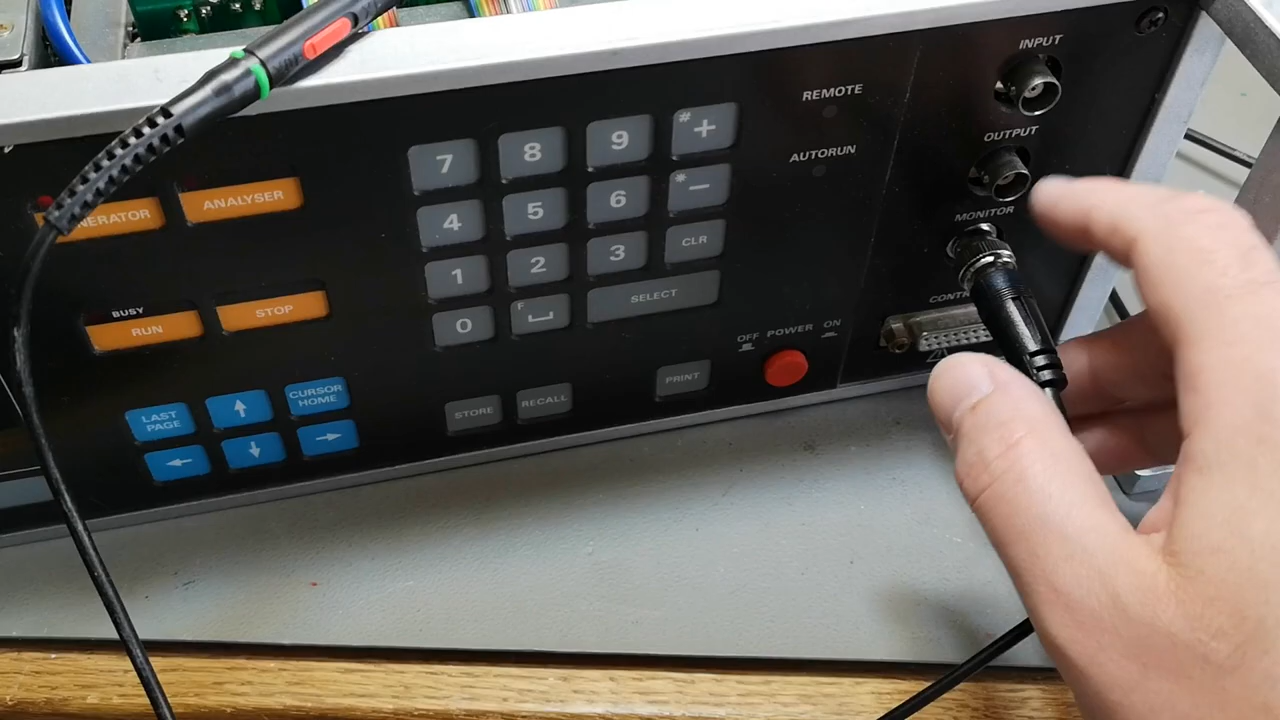 INPUT
REMOTE
OUTPUT
AUTORUN
MONITOR
7 8 9 # +
ANALYSER
4 5 6 * -
1 2 3 CLR
BUSY
RUN
STOP
0 F SELECT
OFF POWER ON
PRINT
STORE
RECALL
LAST
PAGE
↑
CURSOR
HOME
← ↓ →